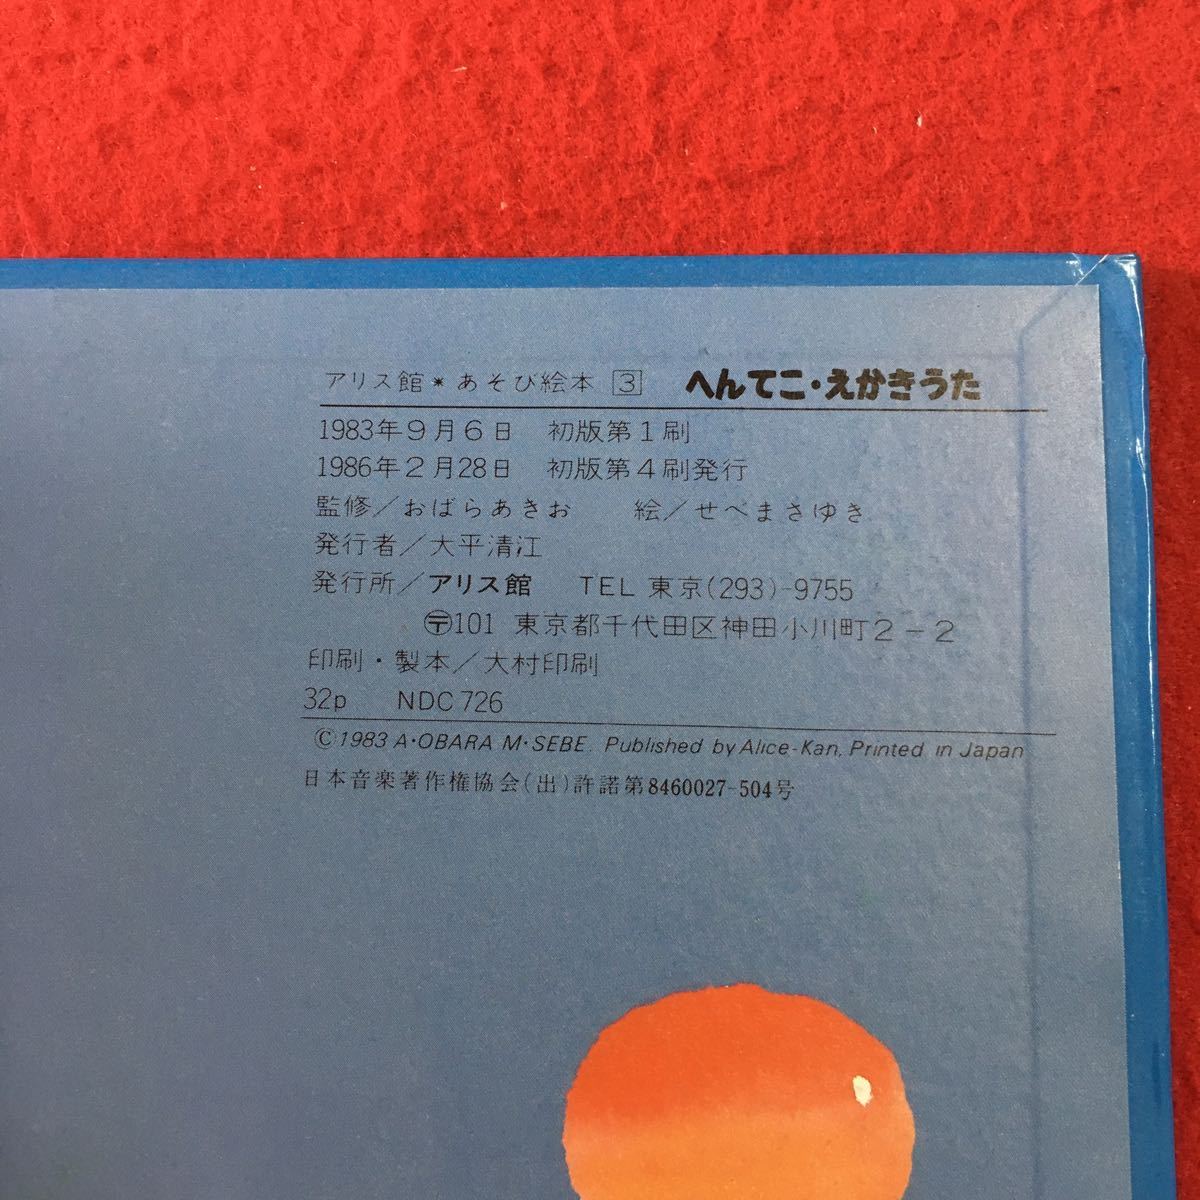 アリス館*あそび絵本 3 へんてこ・えかきうた
1983年9月6日 初版第1刷
1986年2月28日 初版第4刷発行
監修/おばらあきお 絵/せべまさゆき
発行者/大平清江
発行所/アリス館 TEL 東京(293)-9755
〒101 東京都千代田区神田小川町2-2
印刷・製本/大村印刷
32p NDC 726
©1983 A・OBARA M・SEBE. Published by Alice-Kan, Printed in Japan
日本音楽著作権協会(出)許諾第8460027-504号